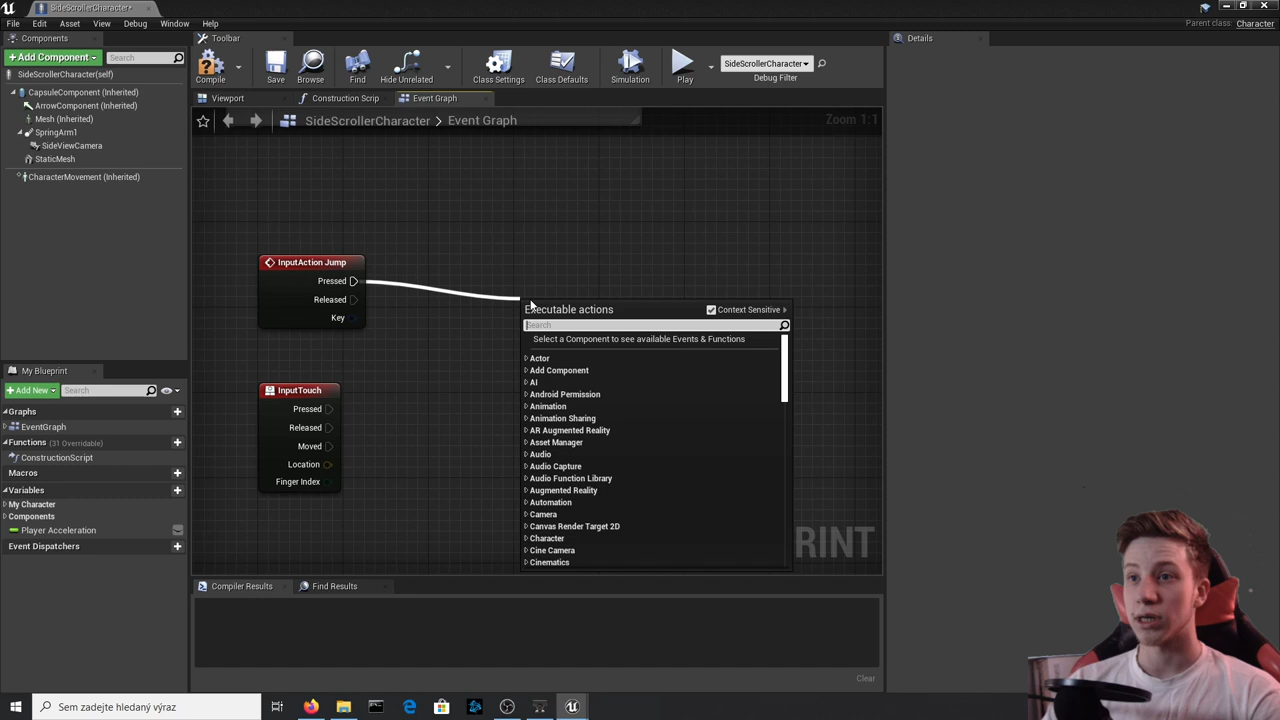 SideScrollerCharacter*
File Edit Asset View Debug Window Help
Parent class: Character
Components
Toolbar
Details
+Add Component
Search
Compile
Save
Browse
Find
Hide Unrelated
Class Settings
Class Defaults
Simulation
Play
SideScrollerCharacter
Debug Filter
SideScrollerCharacter(self)
CapsuleComponent (Inherited)
ArrowComponent (Inherited)
Mesh (Inherited)
SpringArm1
SideViewCamera
StaticMesh
CharacterMovement (Inherited)
Viewport
Construction Scrip
Event Graph
SideScrollerCharacter > Event Graph
Zoom 1:1
InputAction Jump
Pressed
Released
Key
InputTouch
Pressed
Released
Moved
Location
Finger Index
Executable actions
Context Sensitive
Search
Select a Component to see available Events & Functions
Actor
Add Component
AI
Android Permission
Animation
Animation Sharing
AR Augmented Reality
Asset Manager
Audio
Audio Capture
Audio Function Library
Augmented Reality
Automation
Camera
Canvas Render Target 2D
Character
Cine Camera
Cinematics
RINT
My Blueprint
+Add New
Search
Graphs
EventGraph
Functions (31 Overridable)
ConstructionScript
Macros
Variables
My Character
Components
Player Acceleration
Event Dispatchers
Compiler Results
Find Results
Clear
Sem zadejte hledaný výraz